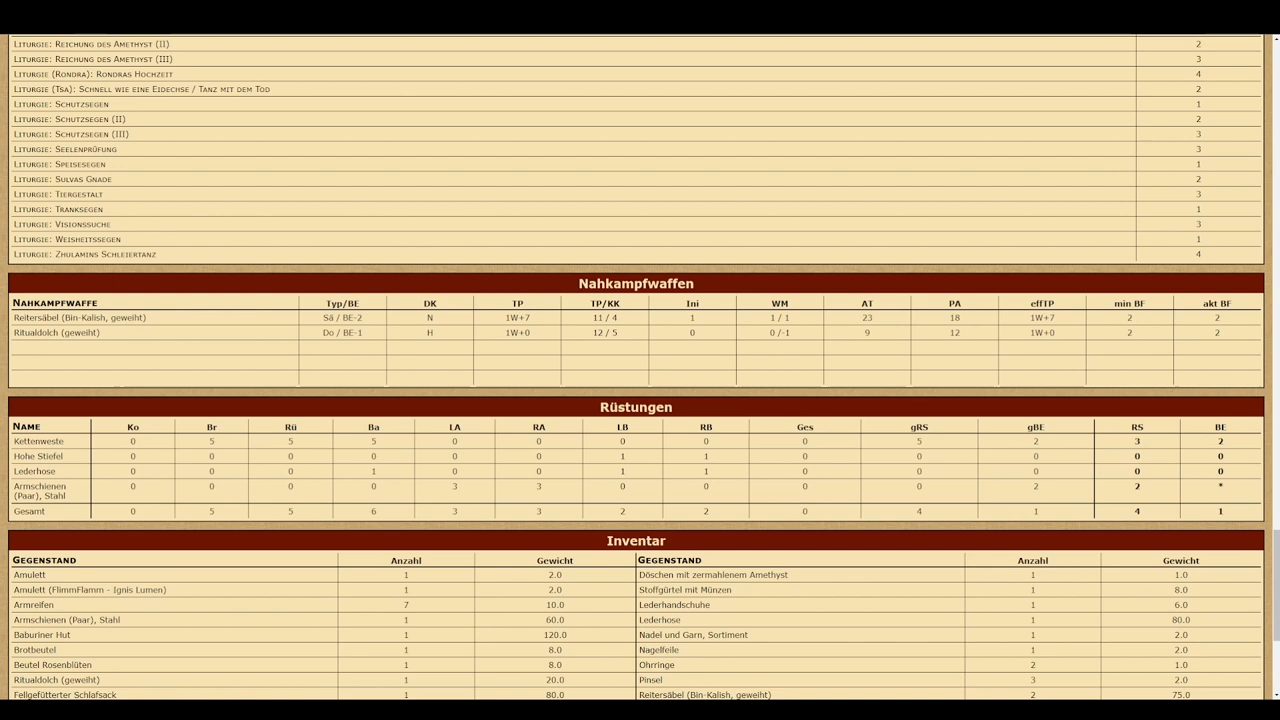 LITURGIE: REICHUNG DES AMETHYST (II) 2
LITURGIE: REICHUNG DES AMETHYST (III) 3
LITURGIE (RONDRA): RONDRAS HOCHZEIT 4
LITURGIE (TSA): SCHNELL WIE EINE EIDECHSE / TANZ MIT DEM TOD 2
LITURGIE: SCHUTZSEGEN 1
LITURGIE: SCHUTZSEGEN (II) 2
LITURGIE: SCHUTZSEGEN (III) 3
LITURGIE: SEELENPRÜFUNG 3
LITURGIE: SPEISESEGEN 1
LITURGIE: SULVAS GNADE 2
LITURGIE: TIERGESTALT 3
LITURGIE: TRANKSEGEN 1
LITURGIE: VISIONSSUCHE 3
LITURGIE: WEISHEITSSEGEN 1
LITURGIE: ZHULAMINS SCHLEIERTANZ 4
Nahkampfwaffen
NAHKAMPFWAFFE Typ/BE DK TP TP/KK Ini WM AT PA effTP min BF akt BF
Reitersäbel (Bin-Kalish, geweiht) Sä / BE-2 N 1W+7 11 / 4 1 1 / 1 23 18 1W+7 2 2
Ritualdolch (geweiht) Do / BE-1 H 1W+0 12 / 5 0 0 /-1 9 12 1W+0 2 2
Rüstungen
NAME Ko Br Rü Ba LA RA LB RB Ges gRS gBE RS BE
Kettenweste 0 5 5 5 0 0 0 0 0 5 2 3 2
Hohe Stiefel 0 0 0 0 0 0 1 1 0 0 0 0 0
Lederhose 0 0 0 1 0 0 1 1 0 0 0 0 0
Armschienen (Paar), Stahl 0 0 0 0 3 3 0 0 0 0 2 2 *
Gesamt 0 5 5 6 3 3 2 2 0 4 1 4 1
Inventar
GEGENSTAND Anzahl Gewicht GEGENSTAND Anzahl Gewicht
Amulett 1 2.0 Döschen mit zermahlenem Amethyst 1 1.0
Amulett (FlimmFlamm - Ignis Lumen) 1 2.0 Stoffgürtel mit Münzen 1 8.0
Armreifen 7 10.0 Lederhandschuhe 1 6.0
Armschienen (Paar), Stahl 1 60.0 Lederhose 1 80.0
Baburiner Hut 1 120.0 Nadel und Garn, Sortiment 1 2.0
Brotbeutel 1 8.0 Nagelfeile 1 2.0
Beutel Rosenblüten 1 8.0 Ohrringe 2 1.0
Ritualdolch (geweiht) 1 20.0 Pinsel 3 2.0
Fellgefütterter Schlafsack 1 80.0 Reitersäbel (Bin-Kalish, geweiht) 2 75.0